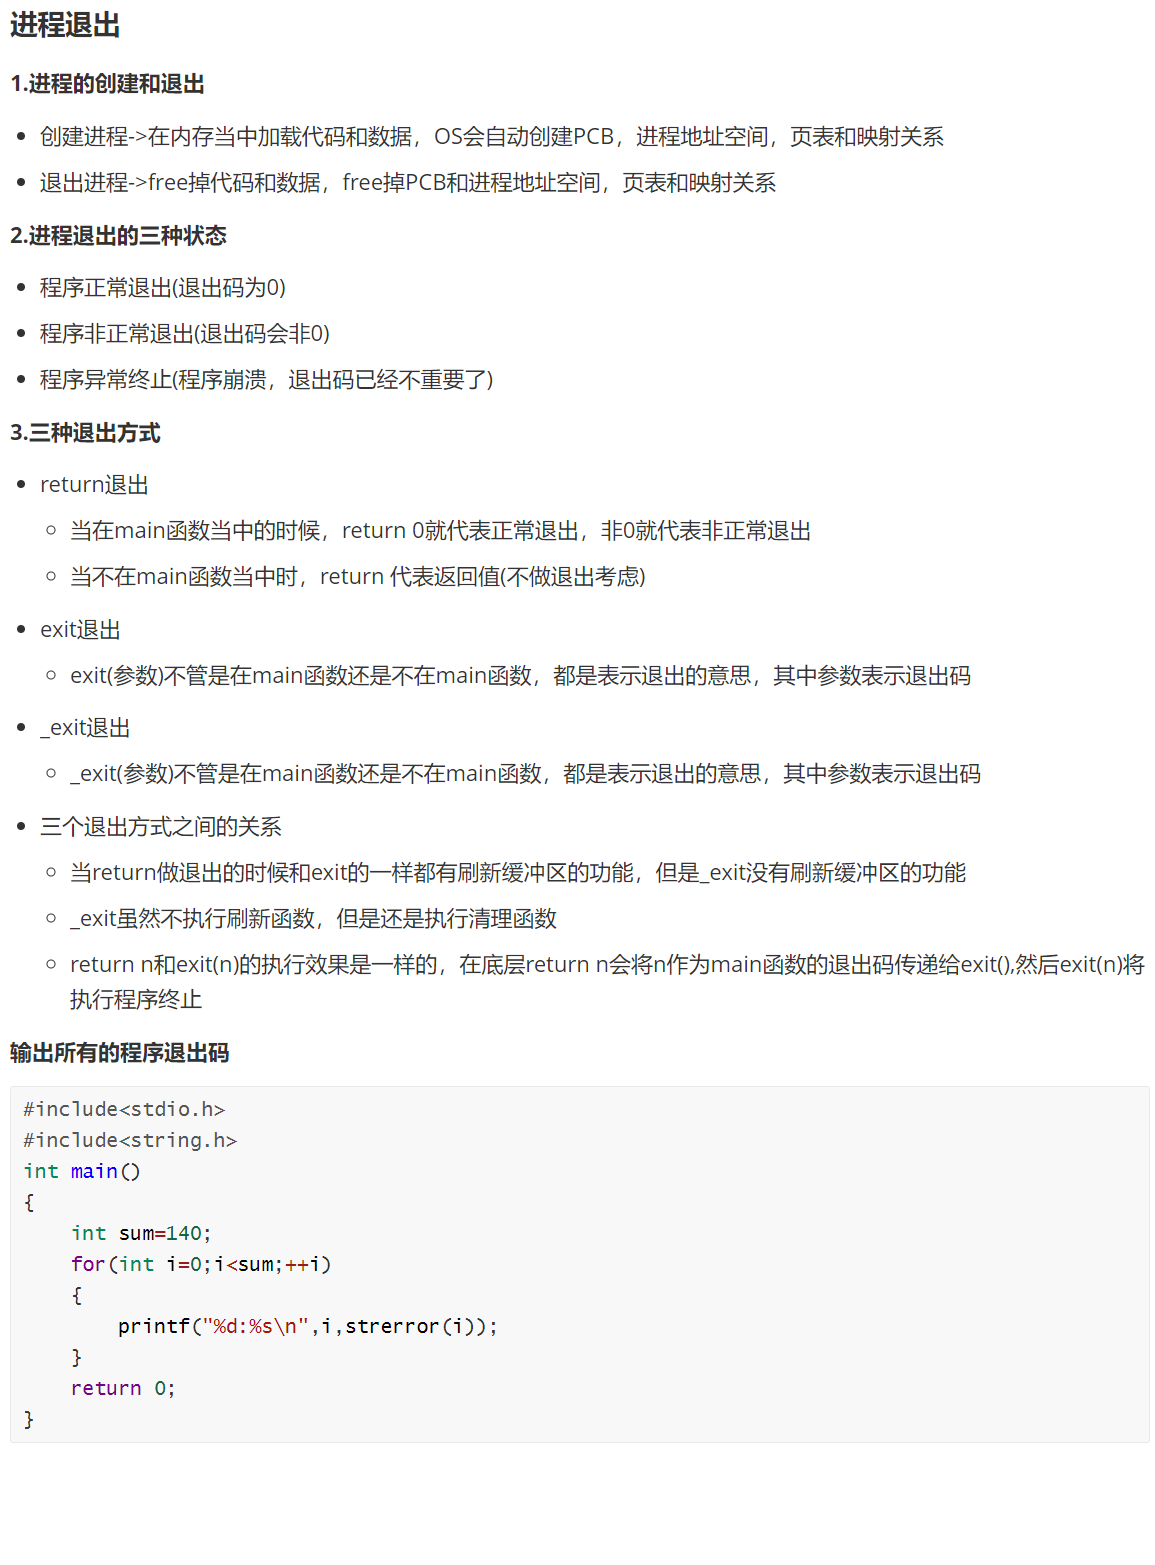 进程退出
1.进程的创建和退出
创建进程->在内存当中加载代码和数据，OS会自动创建PCB，进程地址空间，页表和映射关系
退出进程->free掉代码和数据，free掉PCB和进程地址空间，页表和映射关系
2.进程退出的三种状态
程序正常退出(退出码为0)
程序非正常退出(退出码会非0)
程序异常终止(程序崩溃，退出码已经不重要了)
3.三种退出方式
return退出
当在main函数当中的时候，return 0就代表正常退出，非0就代表非正常退出
当不在main函数当中时，return 代表返回值(不做退出考虑)
exit退出
exit(参数)不管是在main函数还是不在main函数，都是表示退出的意思，其中参数表示退出码
_exit退出
_exit(参数)不管是在main函数还是不在main函数，都是表示退出的意思，其中参数表示退出码
三个退出方式之间的关系
当return做退出的时候和exit的一样都有刷新缓冲区的功能，但是_exit没有刷新缓冲区的功能
_exit虽然不执行刷新函数，但是还是执行清理函数
return n和exit(n)的执行效果是一样的，在底层return n会将n作为main函数的退出码传递给exit(),然后exit(n)将
执行程序终止
输出所有的程序退出码
#include<stdio.h>
#include<string.h>
int main()
{
    int sum=140;
    for(int i=0;i<sum;++i)
    {
        printf("%d:%s\n",i,strerror(i));
    }
    return 0;
}